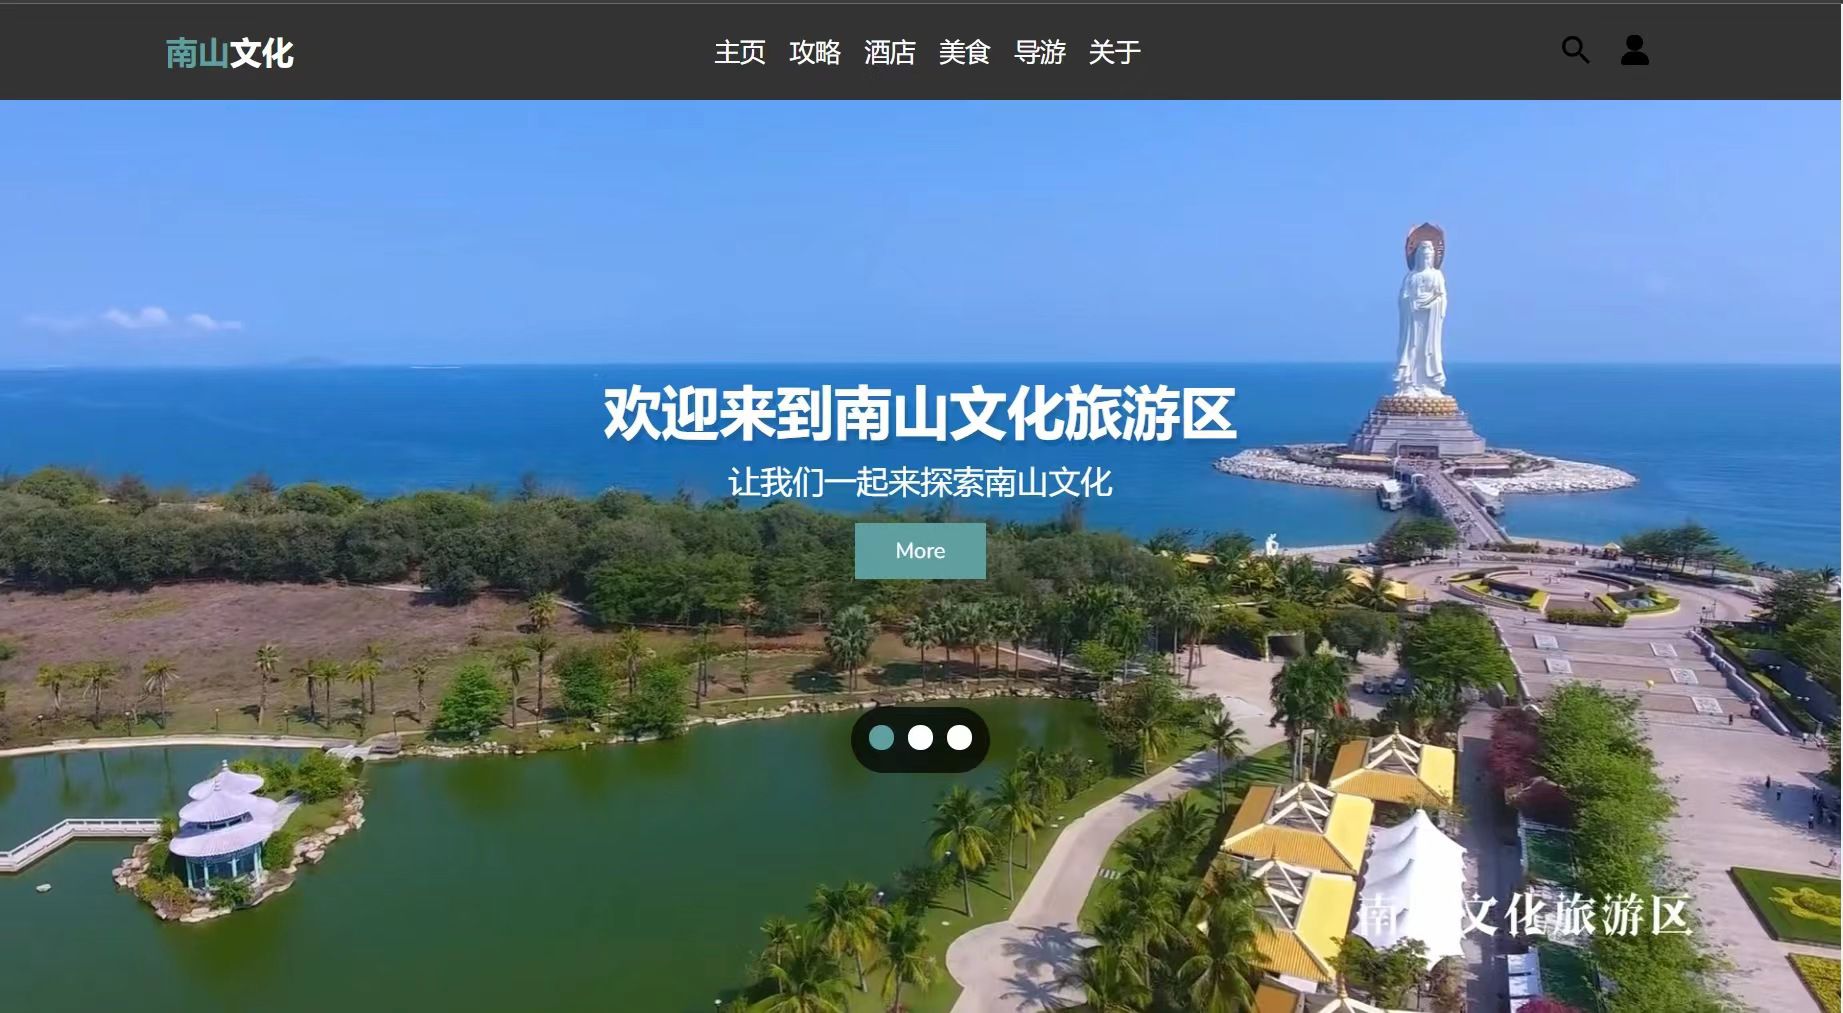 南山文化
主页 攻略 酒店 美食 导游 关于
欢迎来到南山文化旅游区
让我们一起来探索南山文化
More
南 文化旅游区